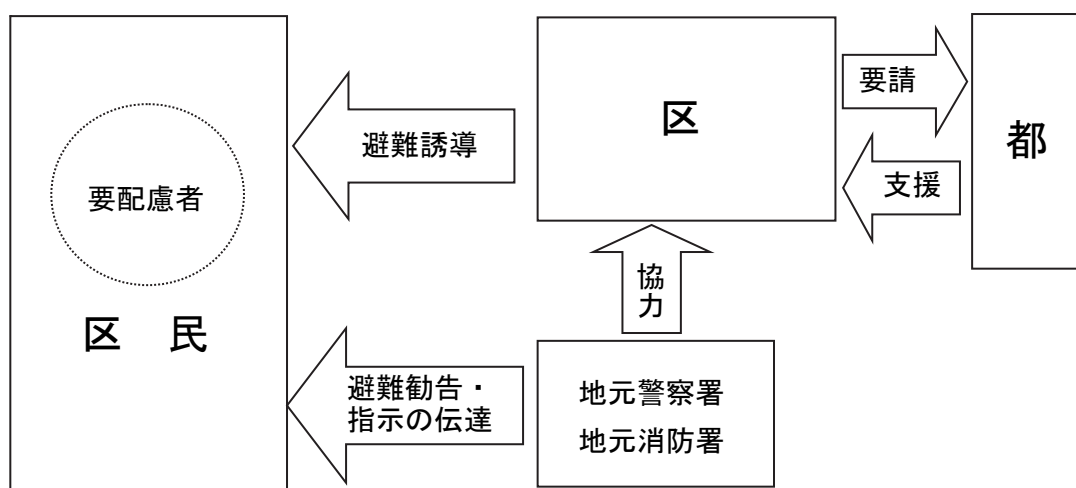 要配慮者
区　民
避難誘導
区
要請
支援
都
協
力
避難勧告・
指示の伝達
地元警察署
地元消防署